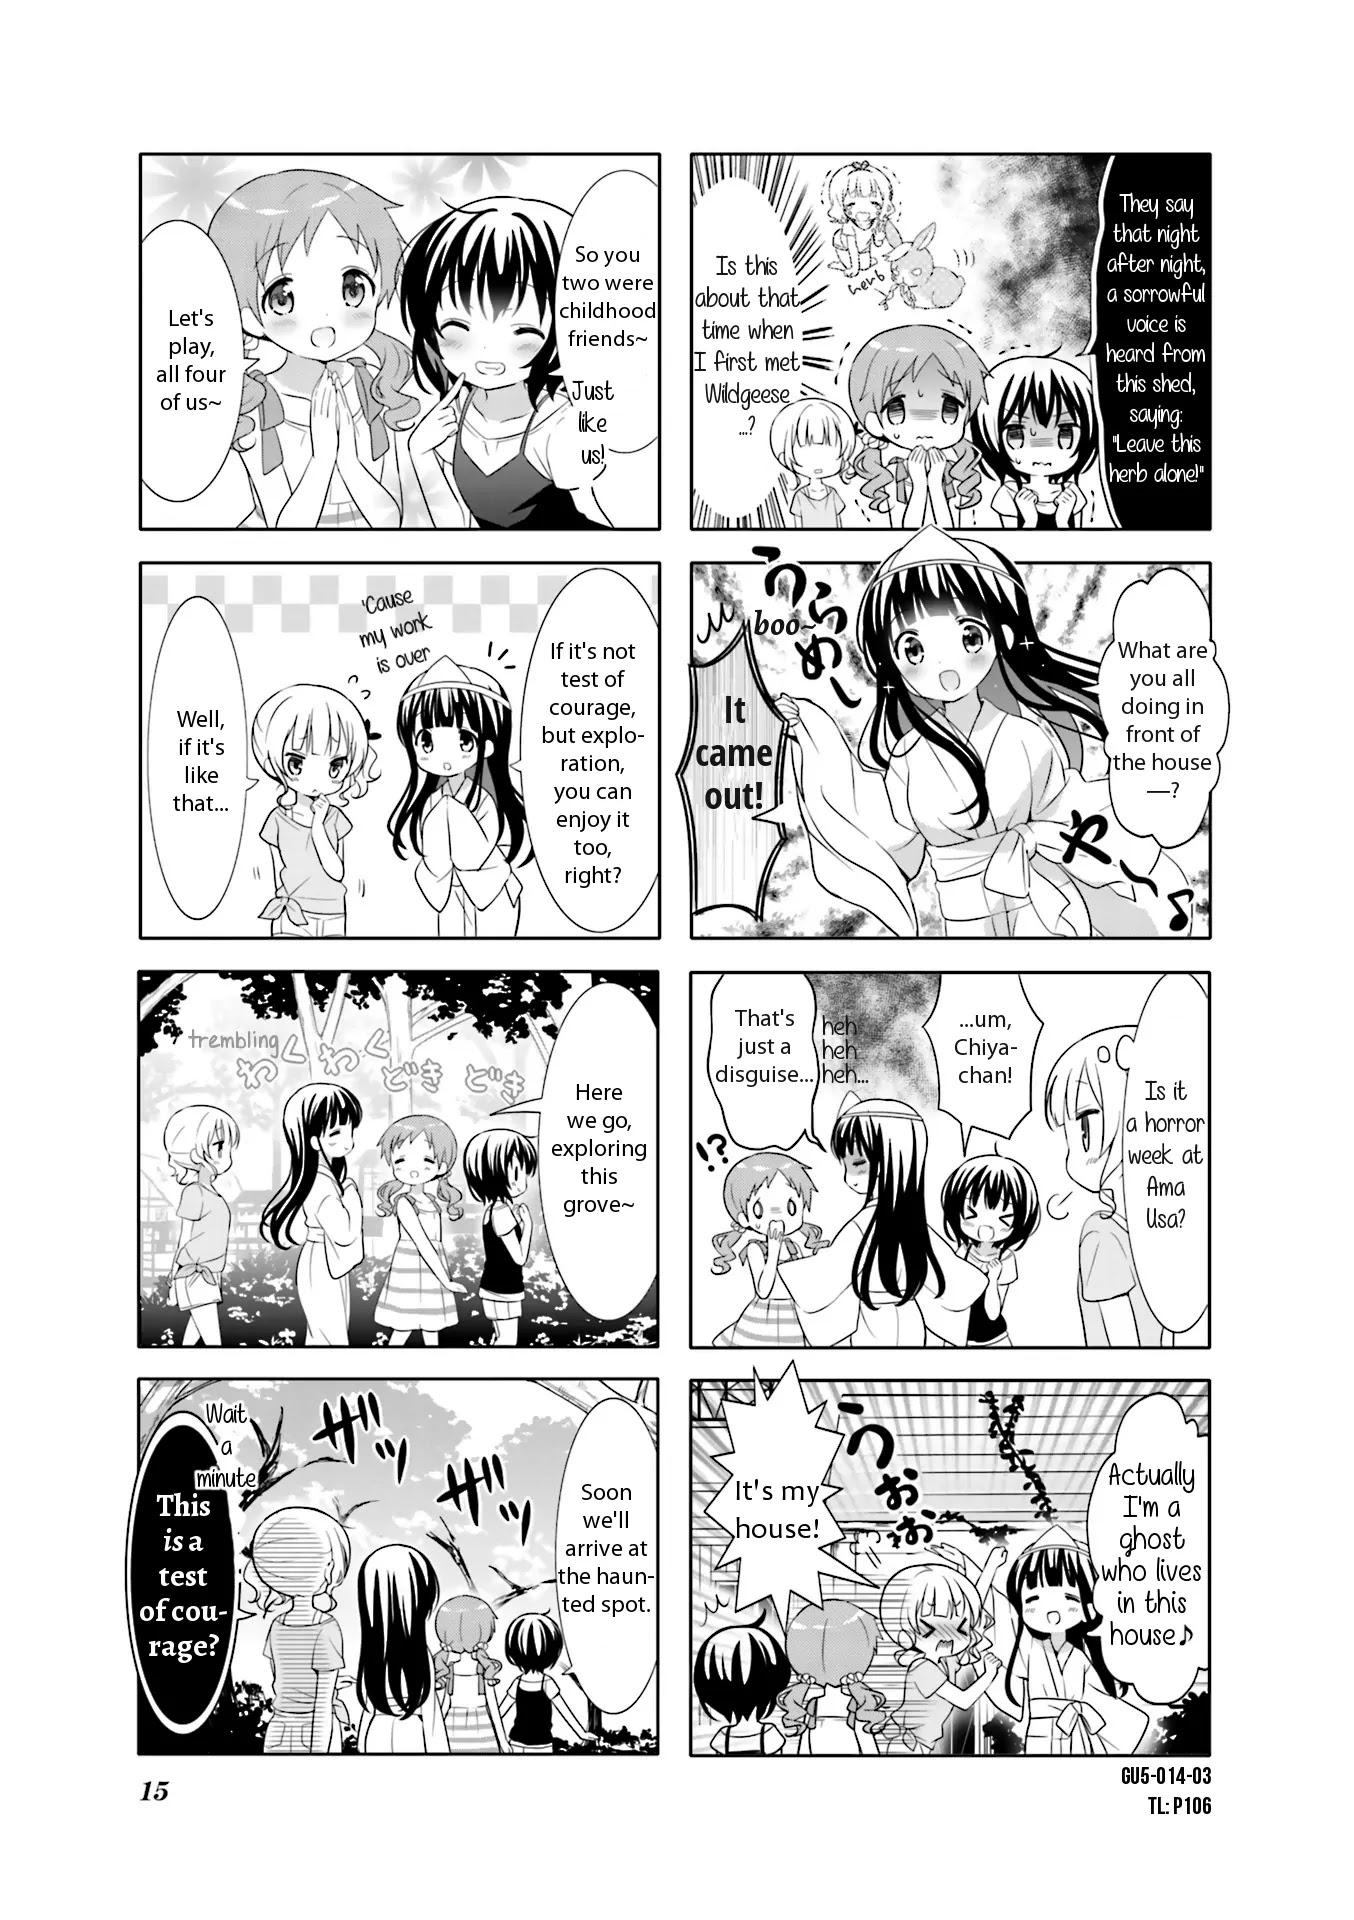 They say
that night
after night,
a sorrowful
voice is
heard from
this shed,
saying:
"Leave this
herb alone!"
herb
Is this
about that
time when
I first met
Wildgeese
...?
What are
you all
doing in
front of
the house
—?
うらめしー
boo~
や〜♪
It
came
out!
Is it
a horror
week at
Ama
Usa?
...um,
Chiya-
chan!
heh
heh
heh...
That's
just a
disguise...
!?
Actually
I'm a
ghost
who lives
in this
house♪
うおぉぉ
It's my
house!
So you
two were
childhood
friends~
Just
like
us!
Let's
play,
all four
of us~
If it's not
test of
courage,
but explo-
ration,
you can
enjoy it
too,
right?
'Cause
my work
is over
Well,
if it's
like
that...
Here
we go,
exploring
this
grove~
trembling
わくわく
どきどき
Soon
we'll
arrive at
the haun-
ted spot.
ザッ
ザッ
Wait
a
minute
This
is a
test
of cou-
rage?
15
GU5-014-03
TL: P106